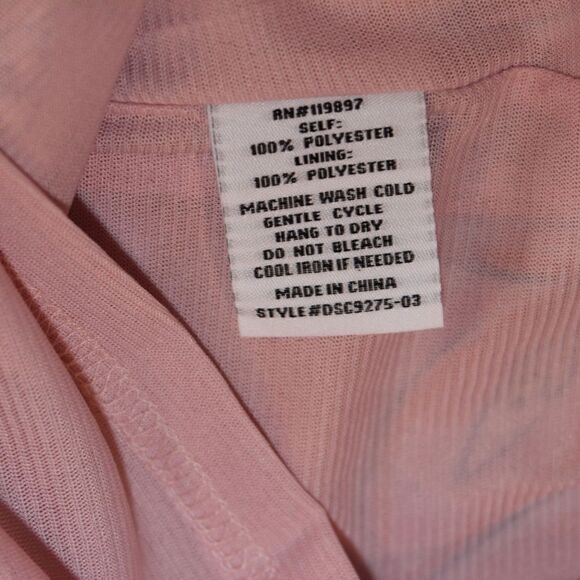 RN#119897
SELF:
100% POLYESTER
LINING:
100% POLYESTER
MACHINE WASH COLD
GENTLE CYCLE
HANG TO DRY
DO NOT BLEACH
COOL IRON IF NEEDED
MADE IN CHINA
STYLE#DSC9275-03